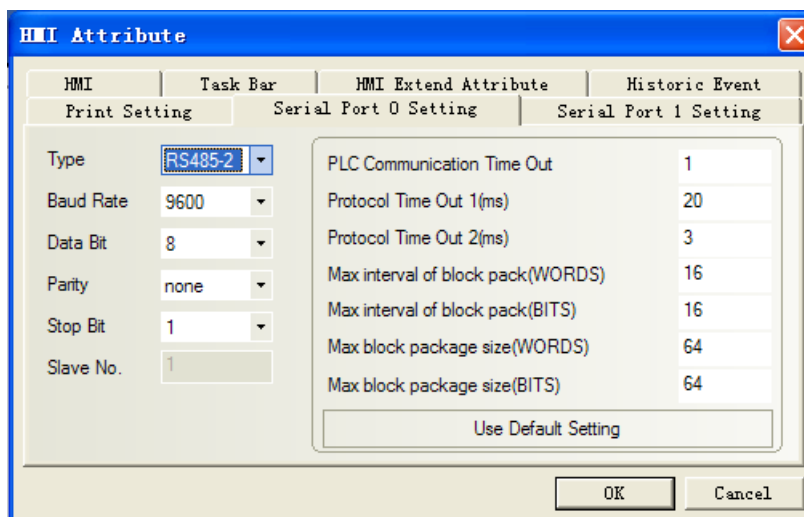 HMI Attribute
HMI Task Bar HMI Extend Attribute Historic Event
Print Setting Serial Port 0 Setting Serial Port 1 Setting
Type RS485-2
Baud Rate 9600
Data Bit 8
Parity none
Stop Bit 1
Slave No. 1
PLC Communication Time Out 1
Protocol Time Out 1(ms) 20
Protocol Time Out 2(ms) 3
Max interval of block pack(WORDS) 16
Max interval of block pack(BITS) 16
Max block package size(WORDS) 64
Max block package size(BITS) 64
Use Default Setting
OK Cancel